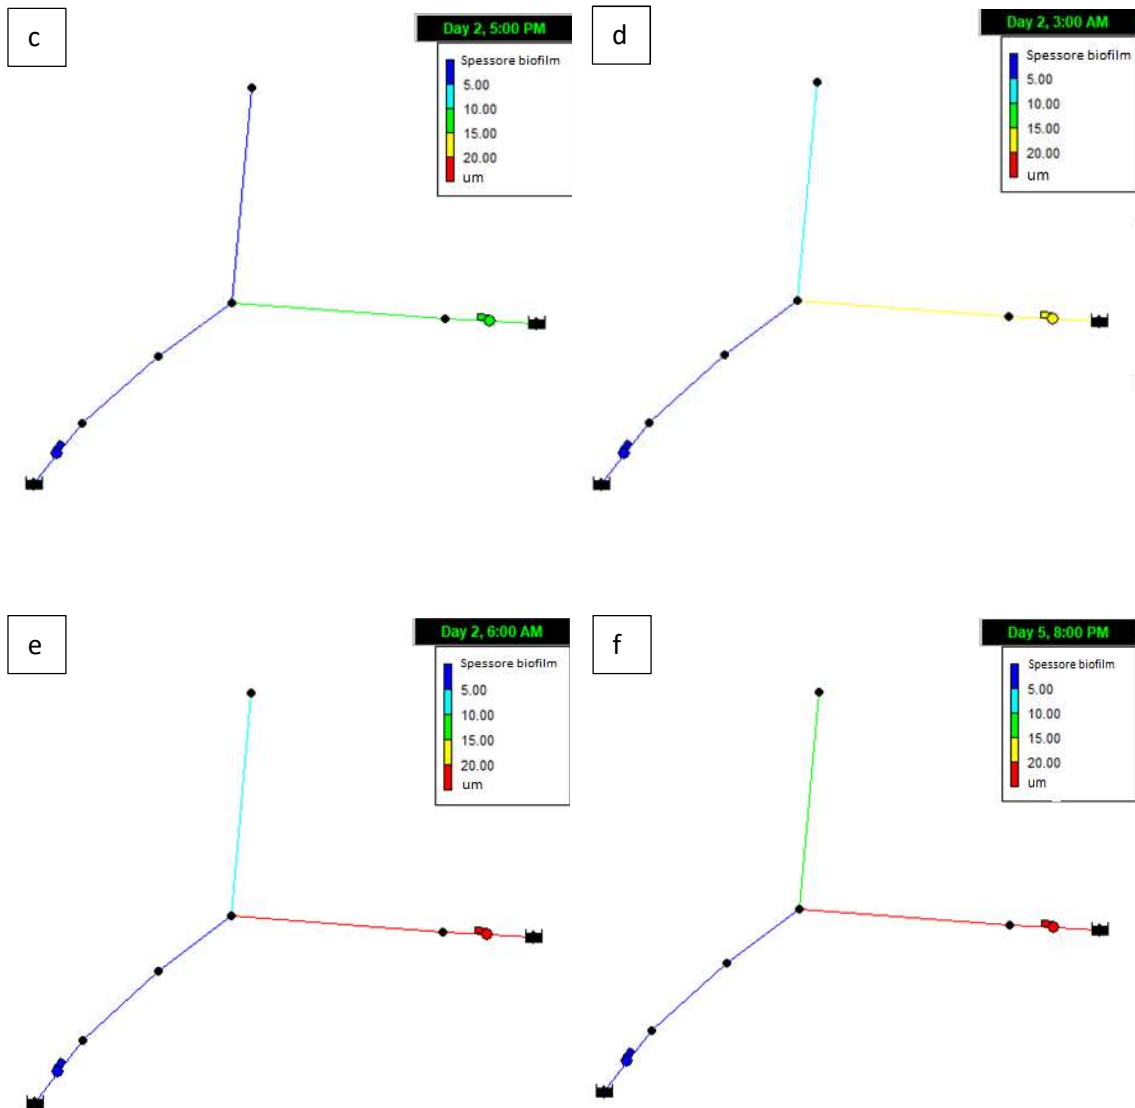 c
Day 2, 5:00 PM
Spessore biofilm
5.00
10.00
15.00
20.00
um
d
Day 2, 3:00 AM
Spessore biofilm
5.00
10.00
15.00
20.00
um
e
Day 2, 6:00 AM
Spessore biofilm
5.00
10.00
15.00
20.00
um
f
Day 5, 8:00 PM
Spessore biofilm
5.00
10.00
15.00
20.00
um